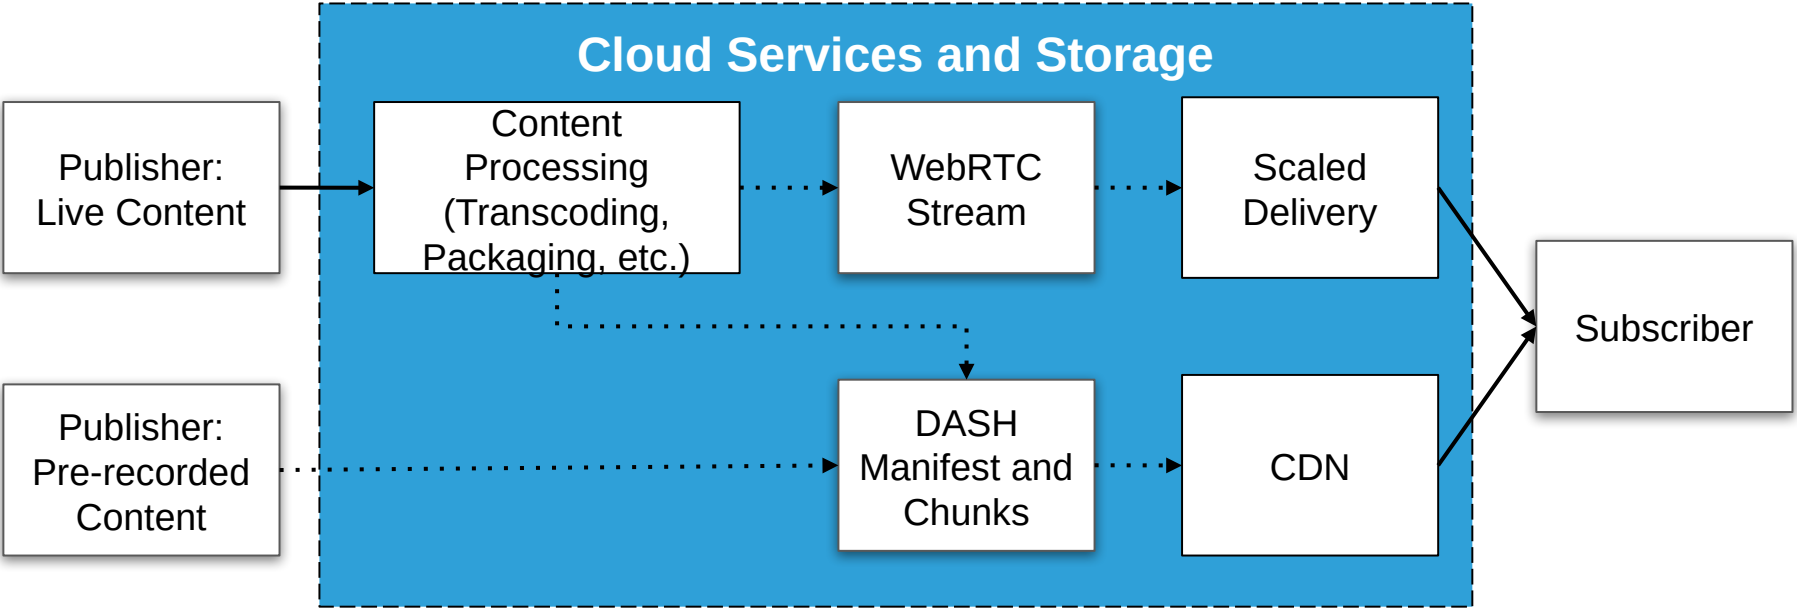 Cloud Services and Storage
Publisher:
Live Content
Content
Processing
(Transcoding,
Packaging, etc.)
WebRTC
Stream
Scaled
Delivery
Subscriber
Publisher:
Pre-recorded
Content
DASH
Manifest and
Chunks
CDN